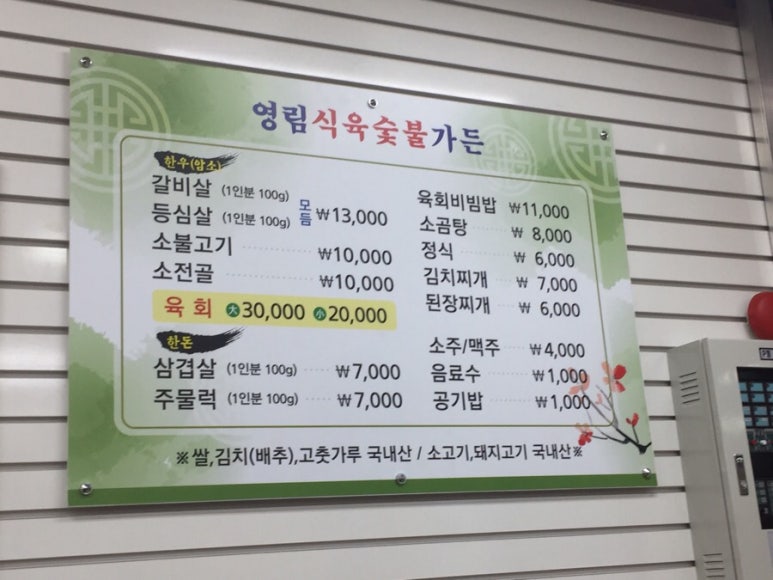 영림식육숯불가든
한우(암소)
갈비살 (1인분 100g)
등심살 (1인분 100g)
모듬 ₩13,000
소불고기 ₩10,000
소전골 ₩10,000
육회 大 30,000 小 20,000
한돈
삼겹살 (1인분 100g) ₩7,000
주물럭 (1인분 100g) ₩7,000
육회비빔밥 ₩11,000
소곰탕 ₩8,000
정식 ₩6,000
김치찌개 ₩7,000
된장찌개 ₩6,000
소주/맥주 ₩4,000
음료수 ₩1,000
공기밥 ₩1,000
※쌀,김치(배추),고춧가루 국내산 / 소고기,돼지고기 국내산※